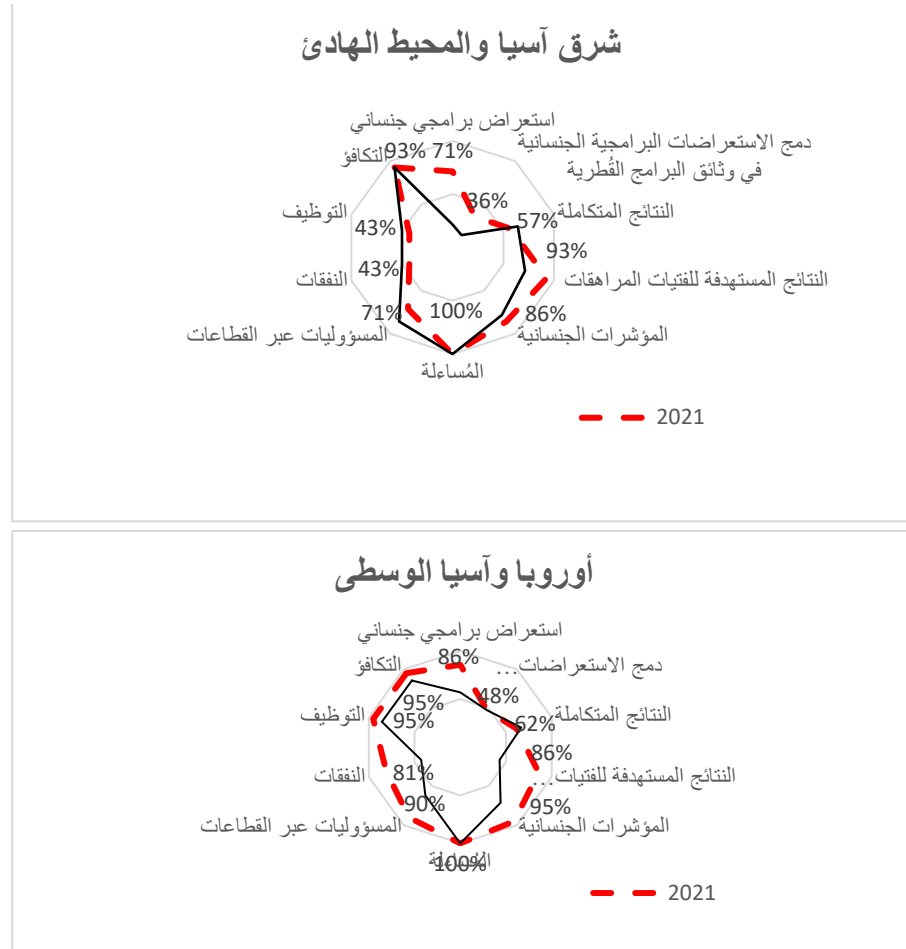 شرق آسيا والمحيط الهادئ
استعراض برامجي جنساني
دمج الاستعراضات البرامجية الجنسانية
في وثائق البرامج القُطرية
النتائج المتكاملة
النتائج المستهدفة للفتيات المراهقات
المؤشرات الجنسانية
المُساءلة
المسؤوليات عبر القطاعات
النفقات
التوظيف
التكافؤ
71%
36%
57%
93%
86%
100%
71%
43%
43%
93%
2021
أوروبا وآسيا الوسطى
استعراض برامجي جنساني
دمج الاستعراضات...
النتائج المتكاملة
النتائج المستهدفة للفتيات...
المؤشرات الجنسانية
المُساءلة
المسؤوليات عبر القطاعات
النفقات
التوظيف
التكافؤ
86%
48%
62%
86%
95%
100%
90%
81%
95%
95%
2021